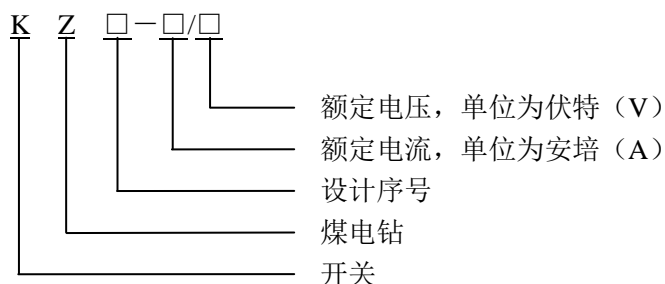 K Z □－□/□
额定电压，单位为伏特（V）
额定电流，单位为安培（A）
设计序号
煤电钻
开关